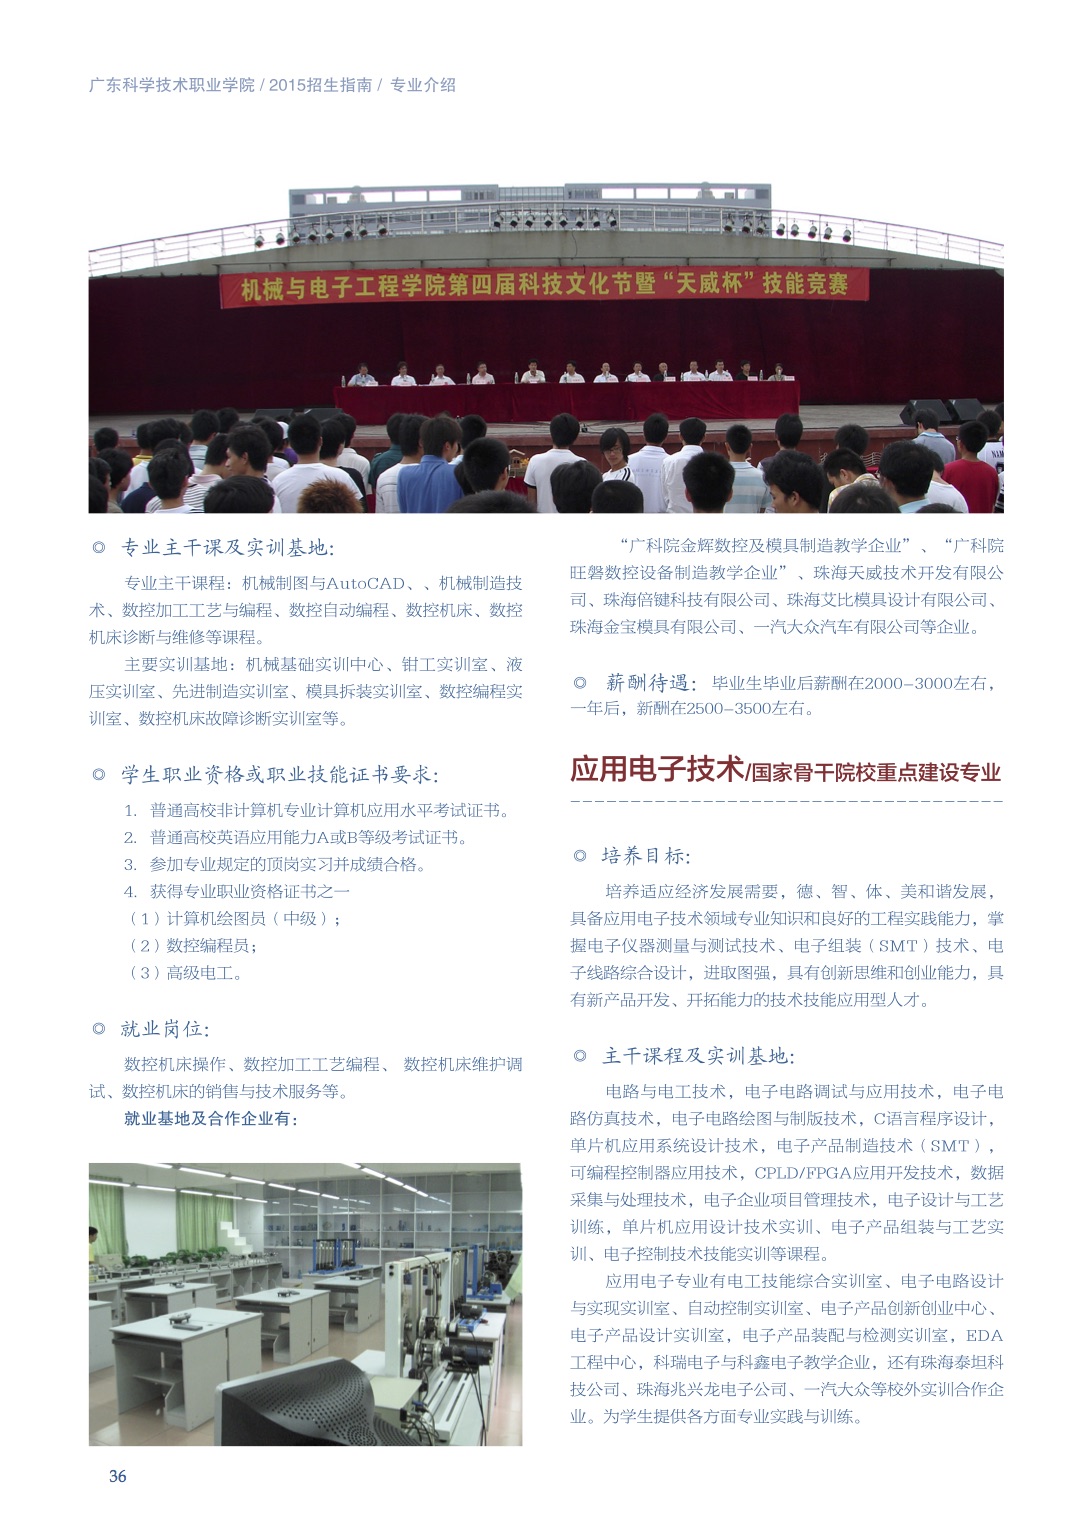 广东科学技术职业学院 / 2015招生指南 / 专业介绍
机械与电子工程学院第四届科技文化节暨“天威杯”技能竞赛
◎ 专业主干课及实训基地:
专业主干课程：机械制图与AutoCAD、、机械制造技
术、数控加工工艺与编程、数控自动编程、数控机床、数控
机床诊断与维修等课程。
主要实训基地：机械基础实训中心、钳工实训室、液
压实训室、先进制造实训室、模具拆装实训室、数控编程实
训室、数控机床故障诊断实训室等。
◎ 学生职业资格或职业技能证书要求:
1. 普通高校非计算机专业计算机应用水平考试证书。
2. 普通高校英语应用能力A或B等级考试证书。
3. 参加专业规定的顶岗实习并成绩合格。
4. 获得专业职业资格证书之一
（1）计算机绘图员（中级）；
（2）数控编程员；
（3）高级电工。
◎ 就业岗位:
数控机床操作、数控加工工艺编程、 数控机床维护调
试、数控机床的销售与技术服务等。
就业基地及合作企业有：
“广科院金辉数控及模具制造教学企业”、“广科院
旺磐数控设备制造教学企业”、珠海天威技术开发有限公
司、珠海倍键科技有限公司、珠海艾比模具设计有限公司、
珠海金宝模具有限公司、一汽大众汽车有限公司等企业。
◎ 薪酬待遇: 毕业生毕业后薪酬在2000–3000左右，
一年后，新酬在2500–3500左右。
应用电子技术/国家骨干院校重点建设专业
◎ 培养目标:
培养适应经济发展需要，德、智、体、美和谐发展，
具备应用电子技术领域专业知识和良好的工程实践能力，掌
握电子仪器测量与测试技术、电子组装（SMT）技术、电
子线路综合设计，进取图强，具有创新思维和创业能力，具
有新产品开发、开拓能力的技术技能应用型人才。
◎ 主干课程及实训基地:
电路与电工技术，电子电路调试与应用技术，电子电
路仿真技术，电子电路绘图与制版技术，C语言程序设计，
单片机应用系统设计技术，电子产品制造技术（SMT），
可编程控制器应用技术，CPLD/FPGA应用开发技术，数据
采集与处理技术，电子企业项目管理技术，电子设计与工艺
训练，单片机应用设计技术实训、电子产品组装与工艺实
训、电子控制技术技能实训等课程。
应用电子专业有电工技能综合实训室、电子电路设计
与实现实训室、自动控制实训室、电子产品创新创业中心、
电子产品设计实训室，电子产品装配与检测实训室，EDA
工程中心，科瑞电子与科鑫电子教学企业，还有珠海泰坦科
技公司、珠海兆兴龙电子公司、一汽大众等校外实训合作企
业。为学生提供各方面专业实践与训练。
36